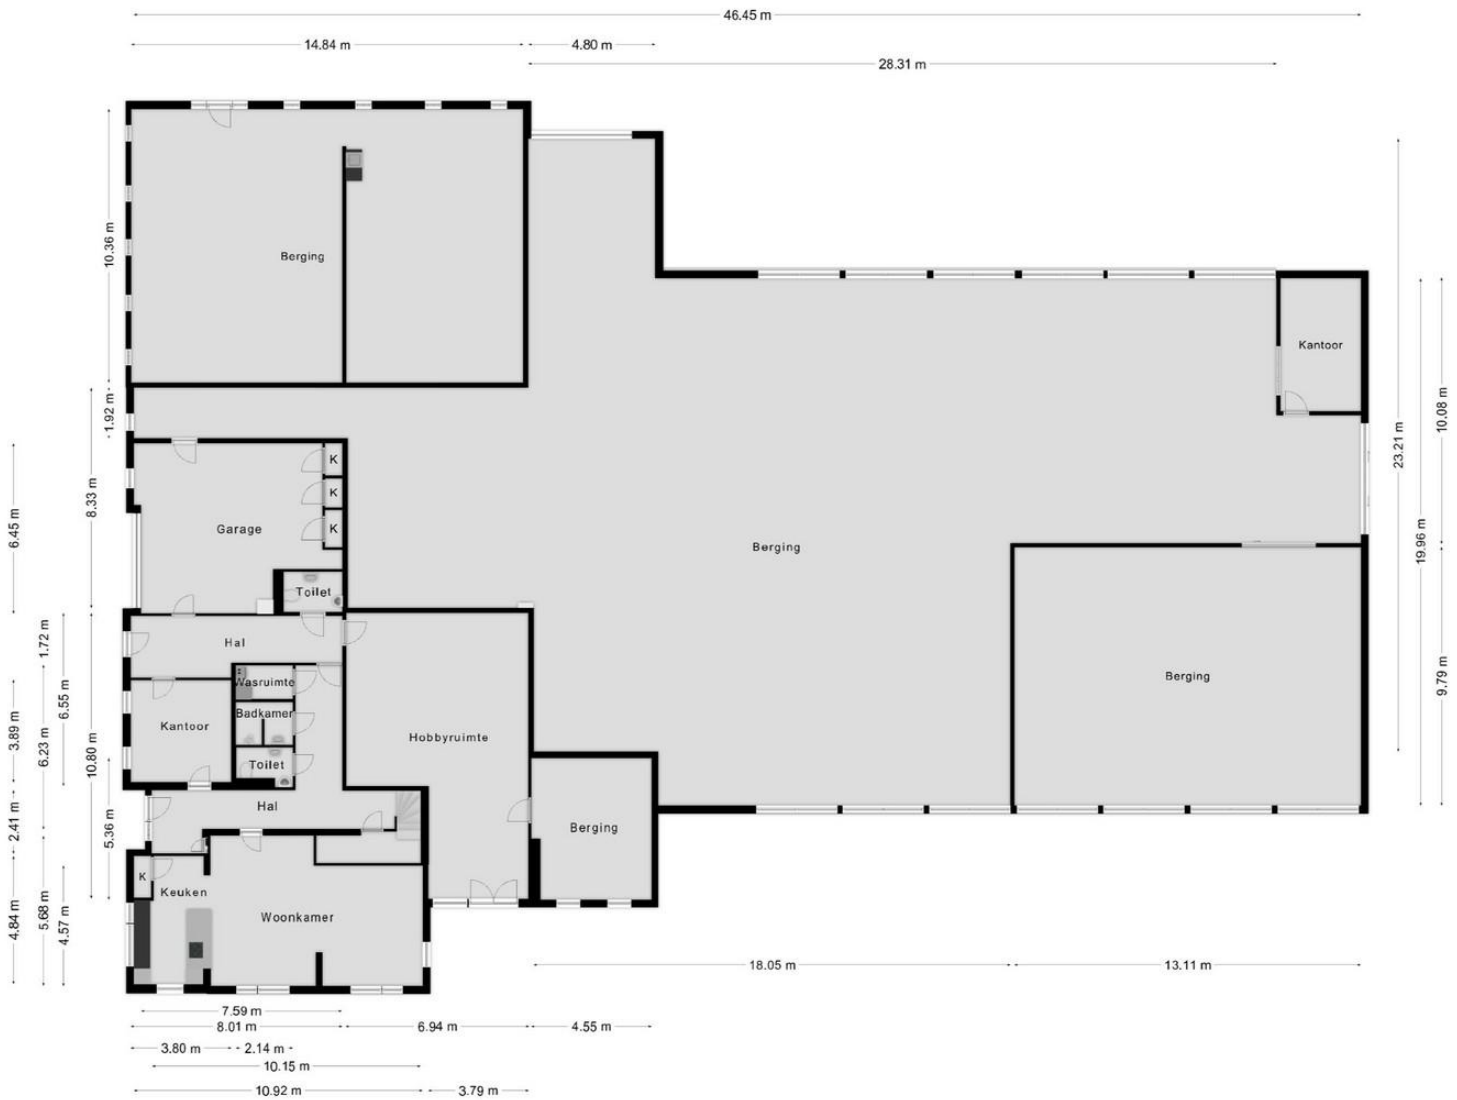 46.45 m
14.84 m
4.80 m
28.31 m
10.36 m
Berging
Kantoor
1.92 m
10.08 m
23.21 m
8.33 m
6.45 m
K
K
K
Garage
Berging
19.96 m
Toilet
1.72 m
Hal
6.55 m
Wasruimte
Berging
9.79 m
Badkamer
3.89 m
Kantoor
6.23 m
Hobbyruimte
10.80 m
Toilet
Hal
2.41 m
5.36 m
Berging
K
Keuken
4.84 m
5.68 m
4.57 m
Woonkamer
18.05 m
13.11 m
7.59 m
8.01 m
6.94 m
4.55 m
3.80 m
2.14 m
10.15 m
10.92 m
3.79 m